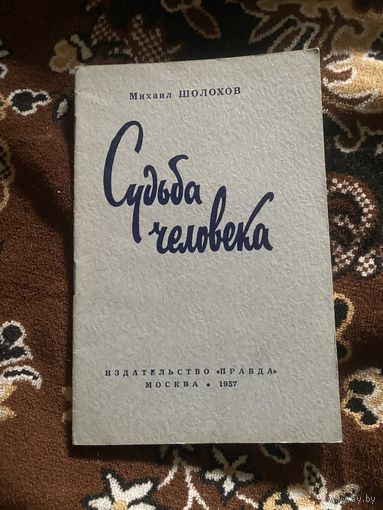 Михаил ШОЛОХОВ
Судьба
человека
ИЗДАТЕЛЬСТВО «ПРАВДА»
МОСКВА • 1957